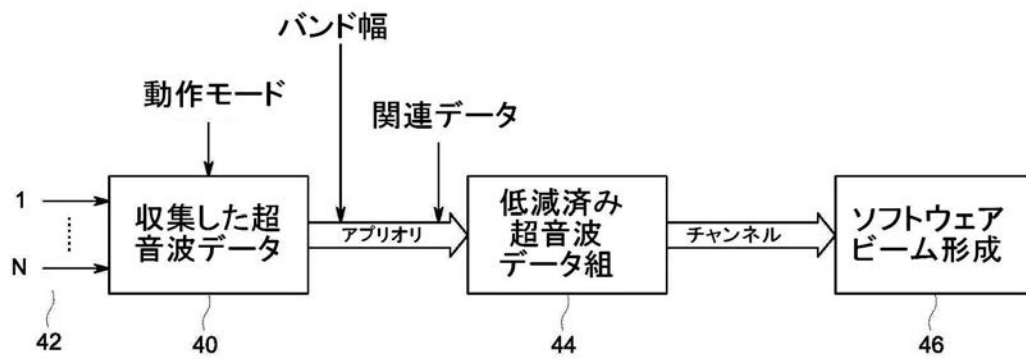 バンド幅
動作モード
関連データ
1
N
収集した超
音波データ
アプリオリ
低減済み
超音波
データ組
チャンネル
ソフトウェア
ビーム形成
42
40
44
46